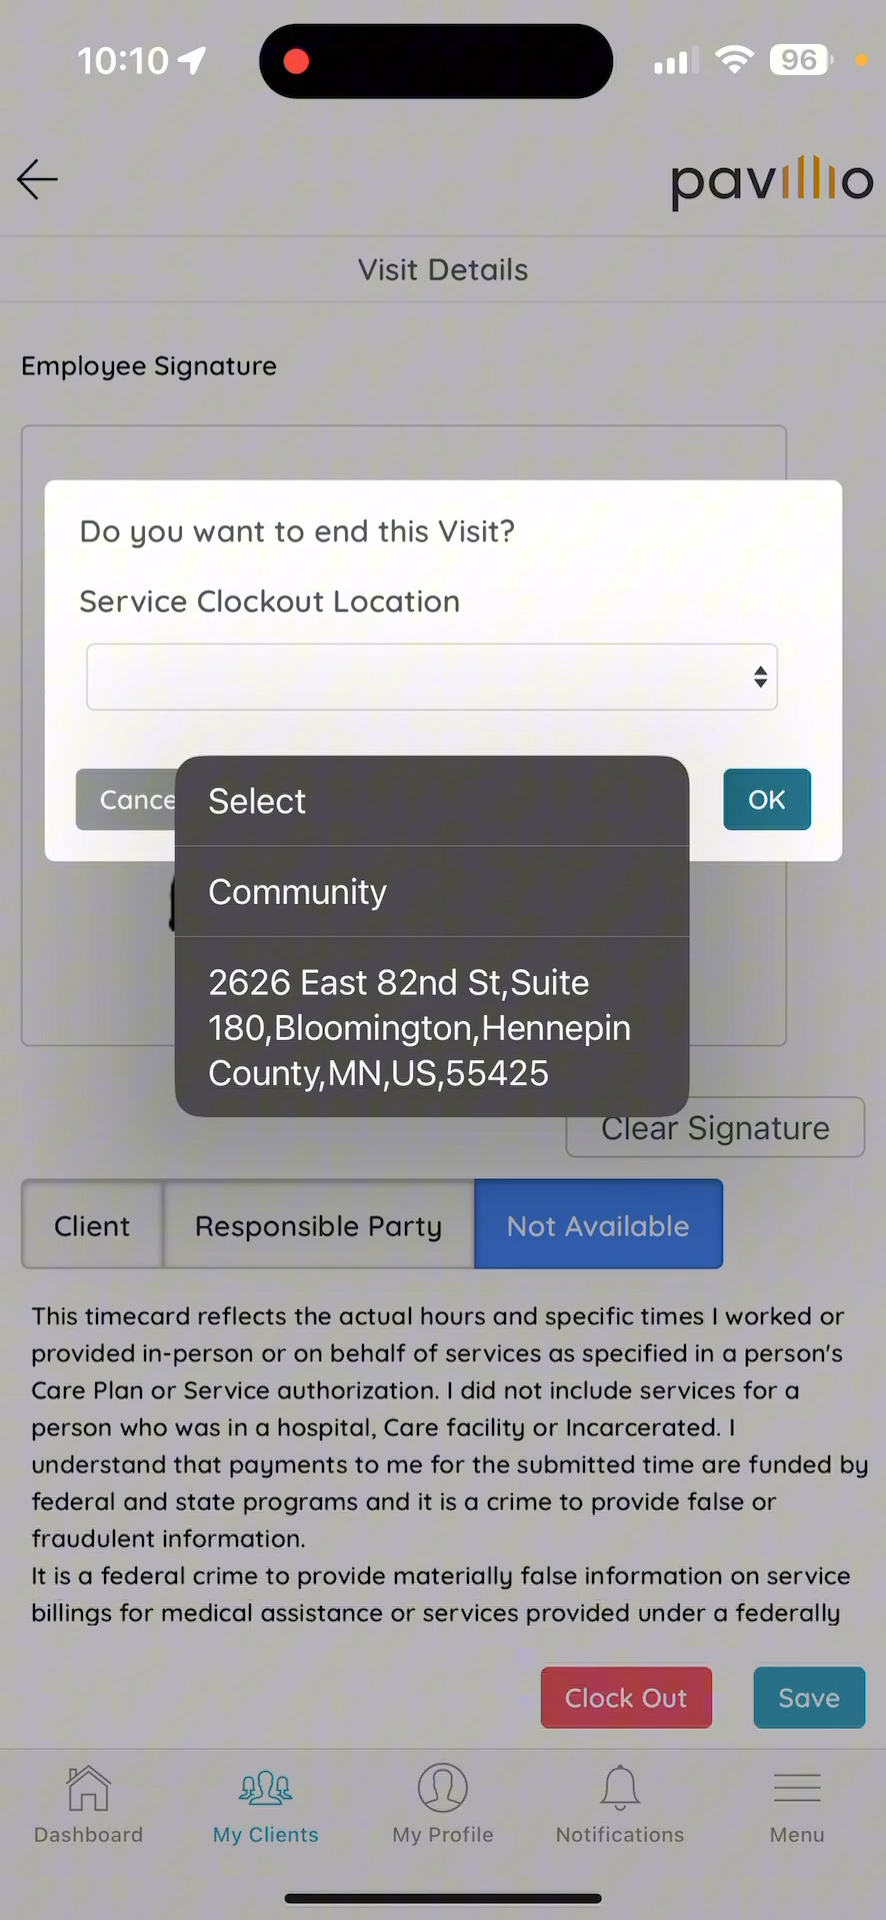 10:10
96
pavillio
Visit Details
Employee Signature
Do you want to end this Visit?
Service Clockout Location
Cance
OK
Select
Community
2626 East 82nd St,Suite
180,Bloomington,Hennepin
County,MN,US,55425
Clear Signature
Client
Responsible Party
Not Available
This timecard reflects the actual hours and specific times I worked or
provided in-person or on behalf of services as specified in a person's
Care Plan or Service authorization. I did not include services for a
person who was in a hospital, Care facility or Incarcerated. I
understand that payments to me for the submitted time are funded by
federal and state programs and it is a crime to provide false or
fraudulent information.
It is a federal crime to provide materially false information on service
billings for medical assistance or services provided under a federally
Clock Out
Save
Dashboard
My Clients
My Profile
Notifications
Menu